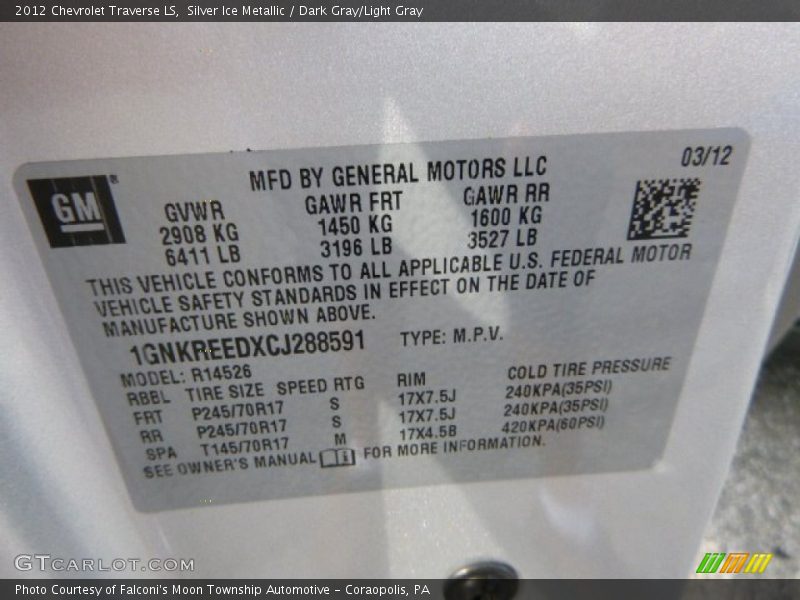 2012 Chevrolet Traverse LS, Silver Ice Metallic / Dark Gray/Light Gray
03/12
MFD BY GENERAL MOTORS LLC
GM®
GVWR GAWR FRT GAWR RR
2908 KG 1450 KG 1600 KG
6411 LB 3196 LB 3527 LB
THIS VEHICLE CONFORMS TO ALL APPLICABLE U.S. FEDERAL MOTOR
VEHICLE SAFETY STANDARDS IN EFFECT ON THE DATE OF
MANUFACTURE SHOWN ABOVE.
1GNKREEDXCJ288591 TYPE: M.P.V.
MODEL: R14526
RBBL TIRE SIZE SPEED RTG RIM COLD TIRE PRESSURE
FRT P245/70R17 S 17X7.5J 240KPA(35PSI)
RR P245/70R17 S 17X7.5J 240KPA(35PSI)
SPA T145/70R17 M 17X4.5B 420KPA(60PSI)
SEE OWNER'S MANUAL FOR MORE INFORMATION.
GTCARLOT.COM
Photo Courtesy of Falconi's Moon Township Automotive – Coraopolis, PA